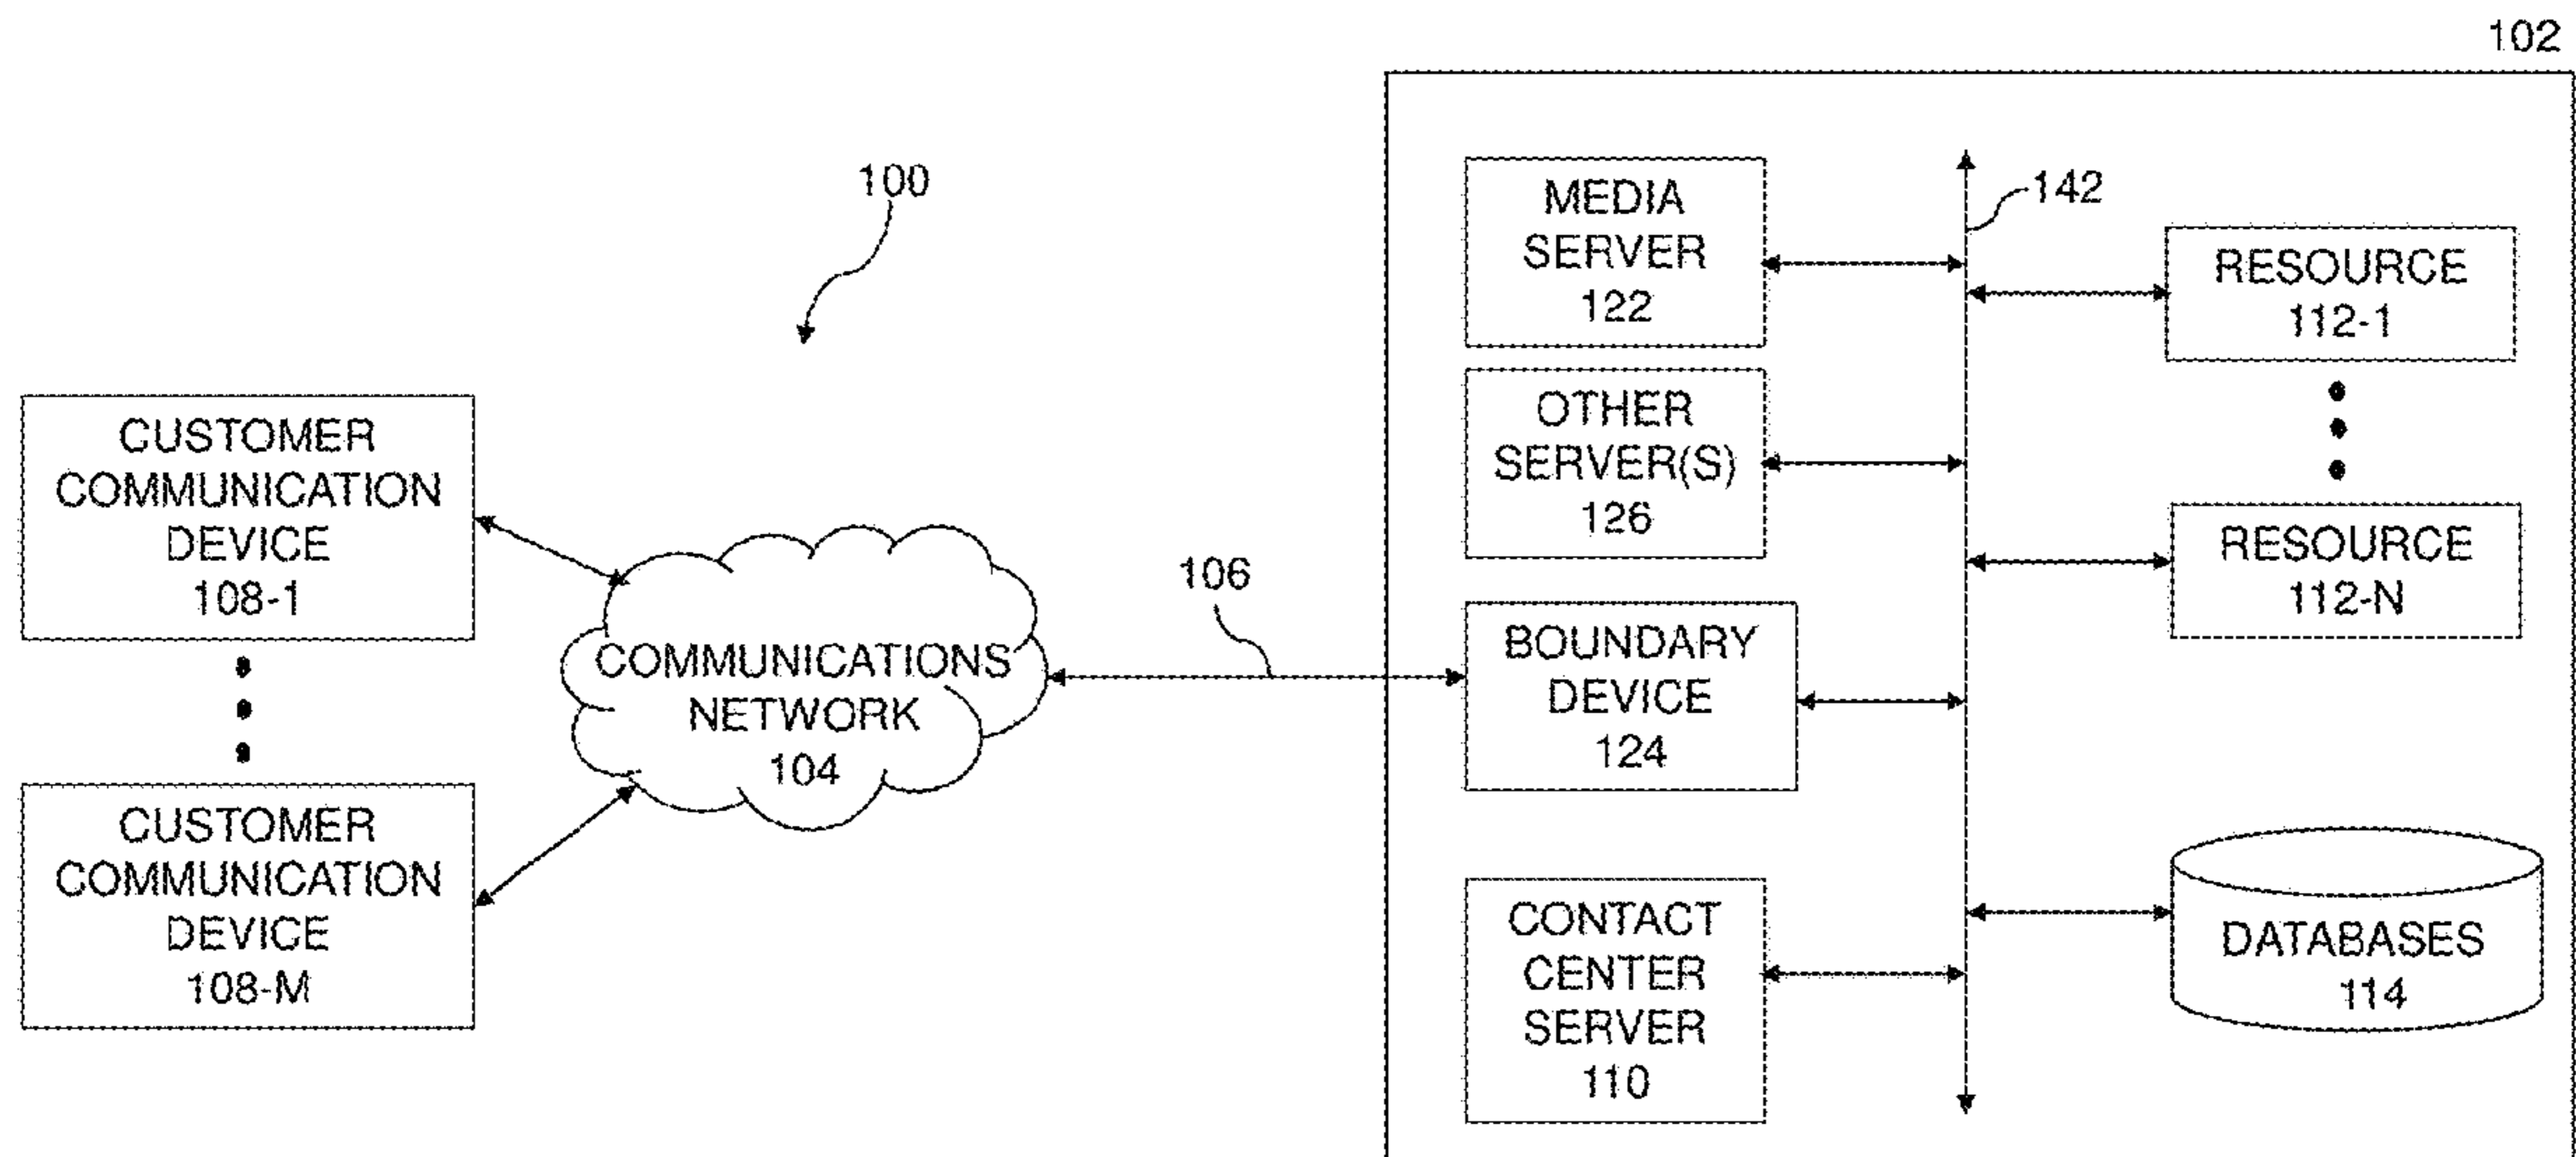 102
100
MEDIA
SERVER
122
142
RESOURCE
112-1
OTHER
SERVER(S)
126
RESOURCE
112-N
CUSTOMER
COMMUNICATION
DEVICE
108-1
COMMUNICATIONS
NETWORK
104
106
BOUNDARY
DEVICE
124
CUSTOMER
COMMUNICATION
DEVICE
108-M
CONTACT
CENTER
SERVER
110
DATABASES
114